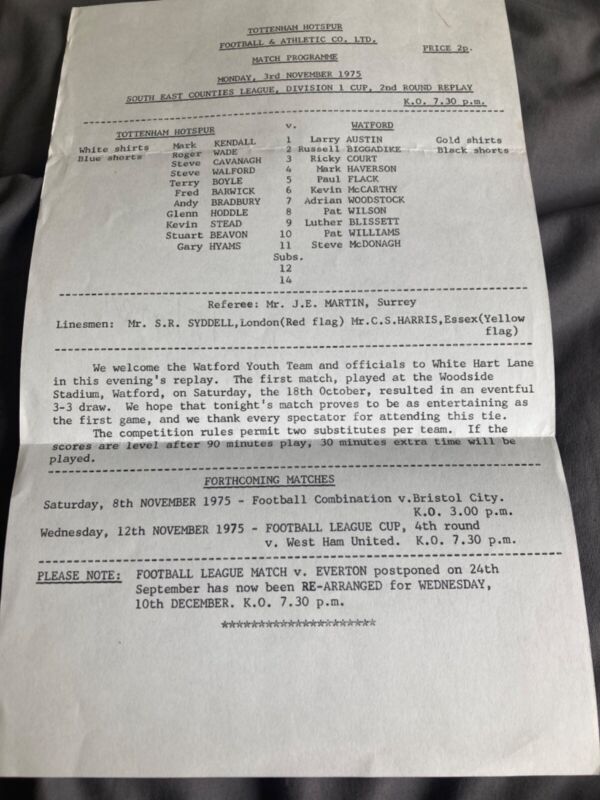 TOTTENHAM HOTSPUR
FOOTBALL & ATHLETIC CO. LTD.
PRICE 2p.
MATCH PROGRAMME
MONDAY, 3rd NOVEMBER 1975
SOUTH EAST COUNTIES LEAGUE, DIVISION 1 CUP, 2nd ROUND REPLAY
K.O. 7.30 p.m.
TOTTENHAM HOTSPUR v. WATFORD
White shirts Mark KENDALL 1 Larry AUSTIN Gold shirts
Blue shorts Roger WADE 2 Russell BIGGADIKE Black shorts
Steve CAVANAGH 3 Ricky COURT
Steve WALFORD 4 Mark HAVERSON
Terry BOYLE 5 Paul FLACK
Fred BARWICK 6 Kevin McCARTHY
Andy BRADBURY 7 Adrian WOODSTOCK
Glenn HODDLE 8 Pat WILSON
Kevin STEAD 9 Luther BLISSETT
Stuart BEAVON 10 Pat WILLIAMS
Gary HYAMS 11 Steve McDONAGH
Subs.
12
14
Referee: Mr. J.E. MARTIN, Surrey
Linesmen: Mr. S.R. SYDDELL,London(Red flag) Mr.C.S.HARRIS,Essex(Yellow
flag)
We welcome the Watford Youth Team and officials to White Hart Lane
in this evening's replay. The first match, played at the Woodside
Stadium, Watford, on Saturday, the 18th October, resulted in an eventful
3-3 draw. We hope that tonight's match proves to be as entertaining as
the first game, and we thank every spectator for attending this tie.
The competition rules permit two substitutes per team. If the
scores are level after 90 minutes play, 30 minutes extra time will be
played.
FORTHCOMING MATCHES
Saturday, 8th NOVEMBER 1975 - Football Combination v.Bristol City.
K.O. 3.00 p.m.
Wednesday, 12th NOVEMBER 1975 - FOOTBALL LEAGUE CUP, 4th round
v. West Ham United. K.O. 7.30 p.m.
PLEASE NOTE: FOOTBALL LEAGUE MATCH v. EVERTON postponed on 24th
September has now been RE-ARRANGED for WEDNESDAY,
10th DECEMBER. K.O. 7.30 p.m.
*********************